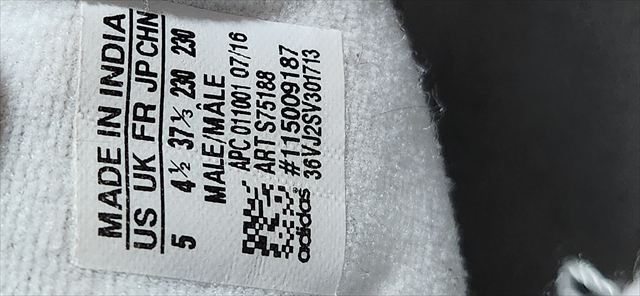 MADE IN INDIA
US UK FR JP CHN
5 4½ 37⅓ 230 230
MALE/MÂLE
APC 011001 07/16
ART S75188
#115009187
36VJ2SV301713
adidas